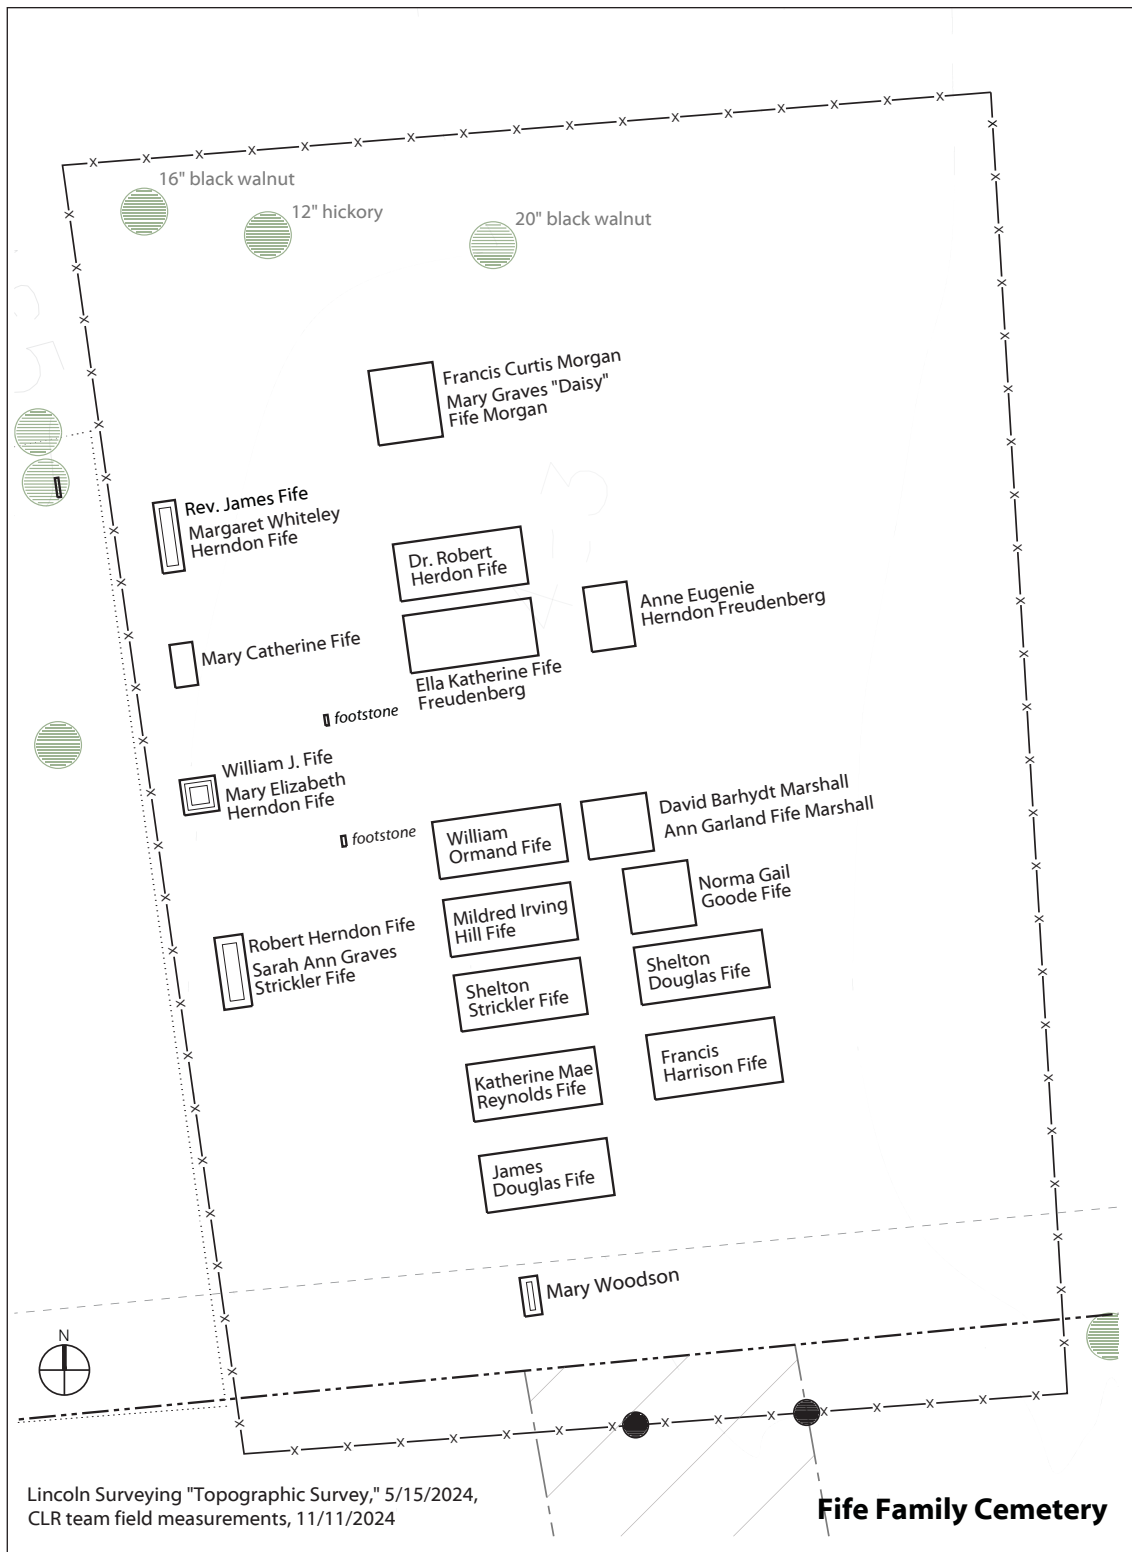 16" black walnut
12" hickory
20" black walnut
Francis Curtis Morgan
Mary Graves "Daisy"
Fife Morgan
Rev. James Fife
Margaret Whiteley
Herndon Fife
Dr. Robert
Herdon Fife
Anne Eugenie
Herndon Freudenberg
Mary Catherine Fife
Ella Katherine Fife
Freudenberg
footstone
William J. Fife
Mary Elizabeth
Herndon Fife
David Barhydt Marshall
Ann Garland Fife Marshall
footstone
William
Ormand Fife
Norma Gail
Goode Fife
Mildred Irving
Hill Fife
Robert Herndon Fife
Sarah Ann Graves
Strickler Fife
Shelton
Douglas Fife
Shelton
Strickler Fife
Francis
Harrison Fife
Katherine Mae
Reynolds Fife
James
Douglas Fife
Mary Woodson
N
Lincoln Surveying "Topographic Survey," 5/15/2024,
CLR team field measurements, 11/11/2024
Fife Family Cemetery